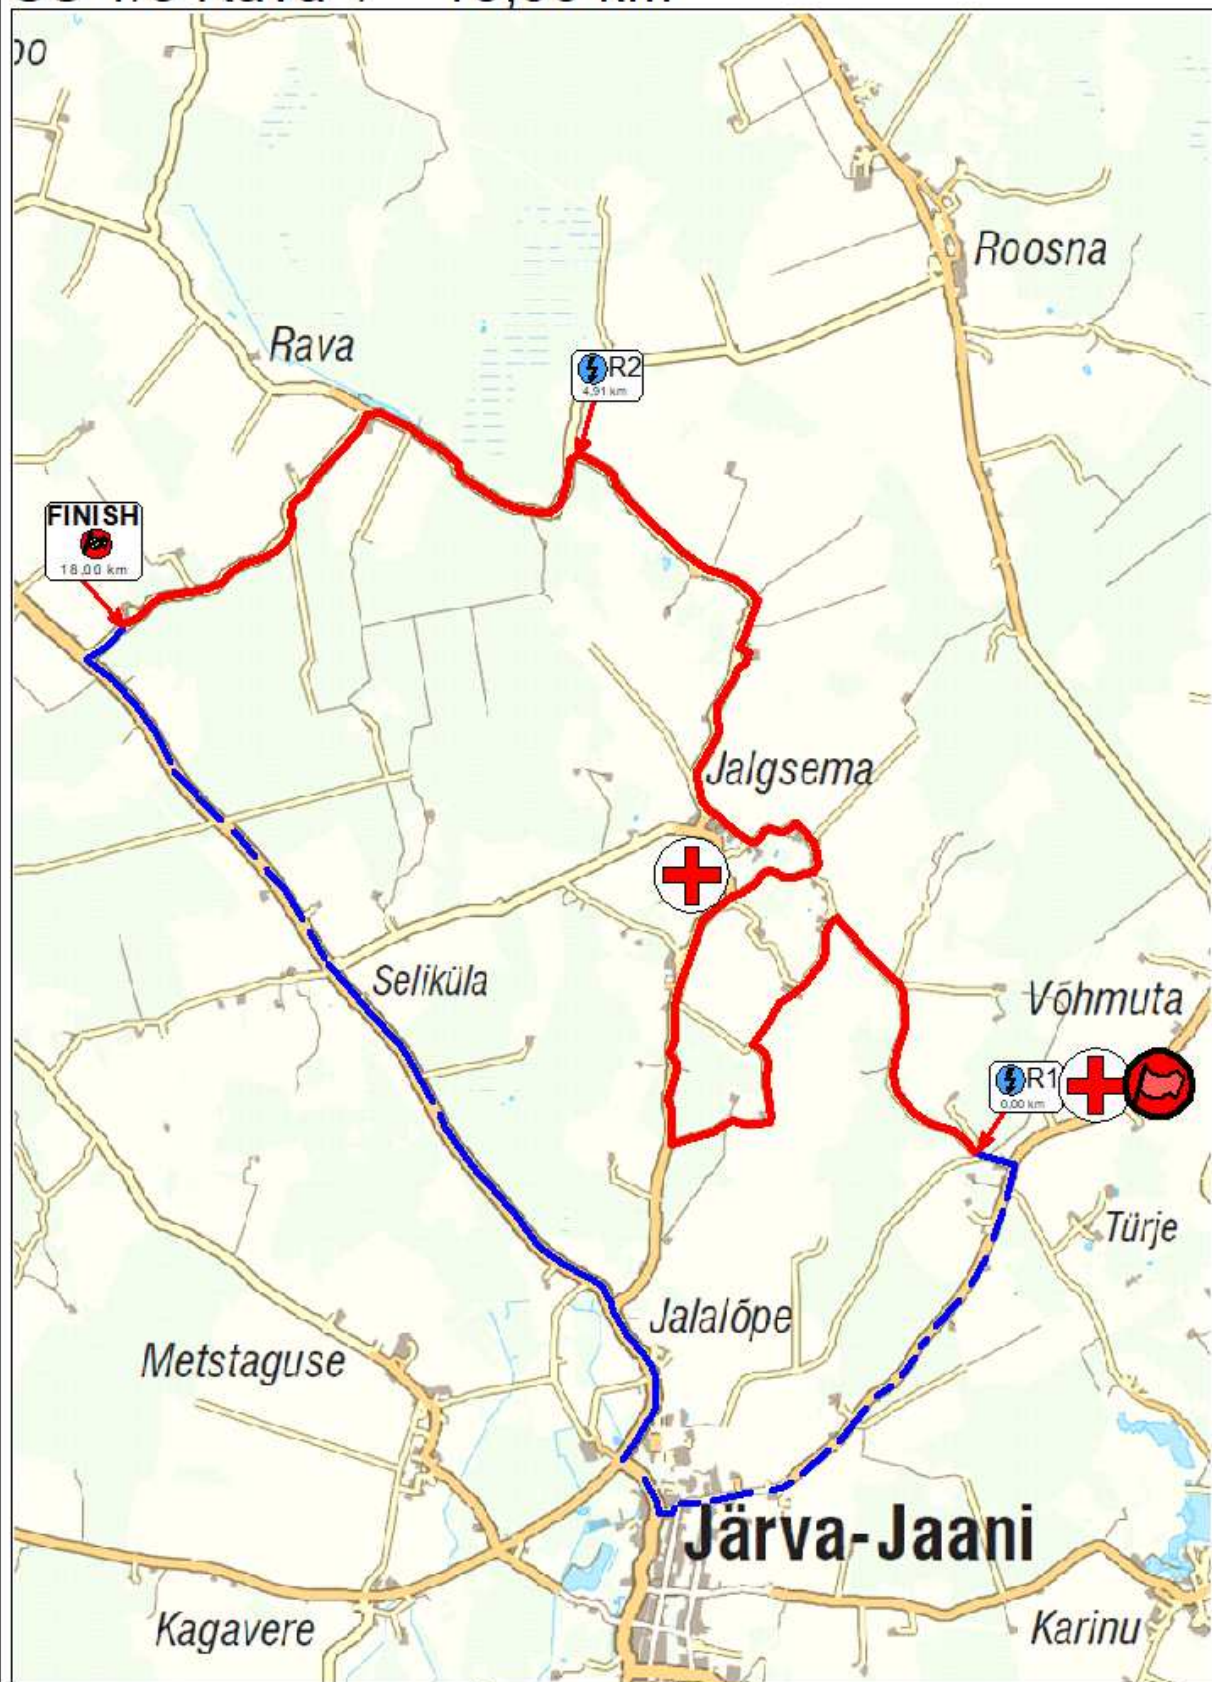 Roosna
Rava
R2
4,91 km
FINISH
18,00 km
Jalgsema
Seliküla
Võhmuta
R1
0,00 km
Türje
Jalalõpe
Metstaguse
Järva-Jaani
Kagavere
Karinu